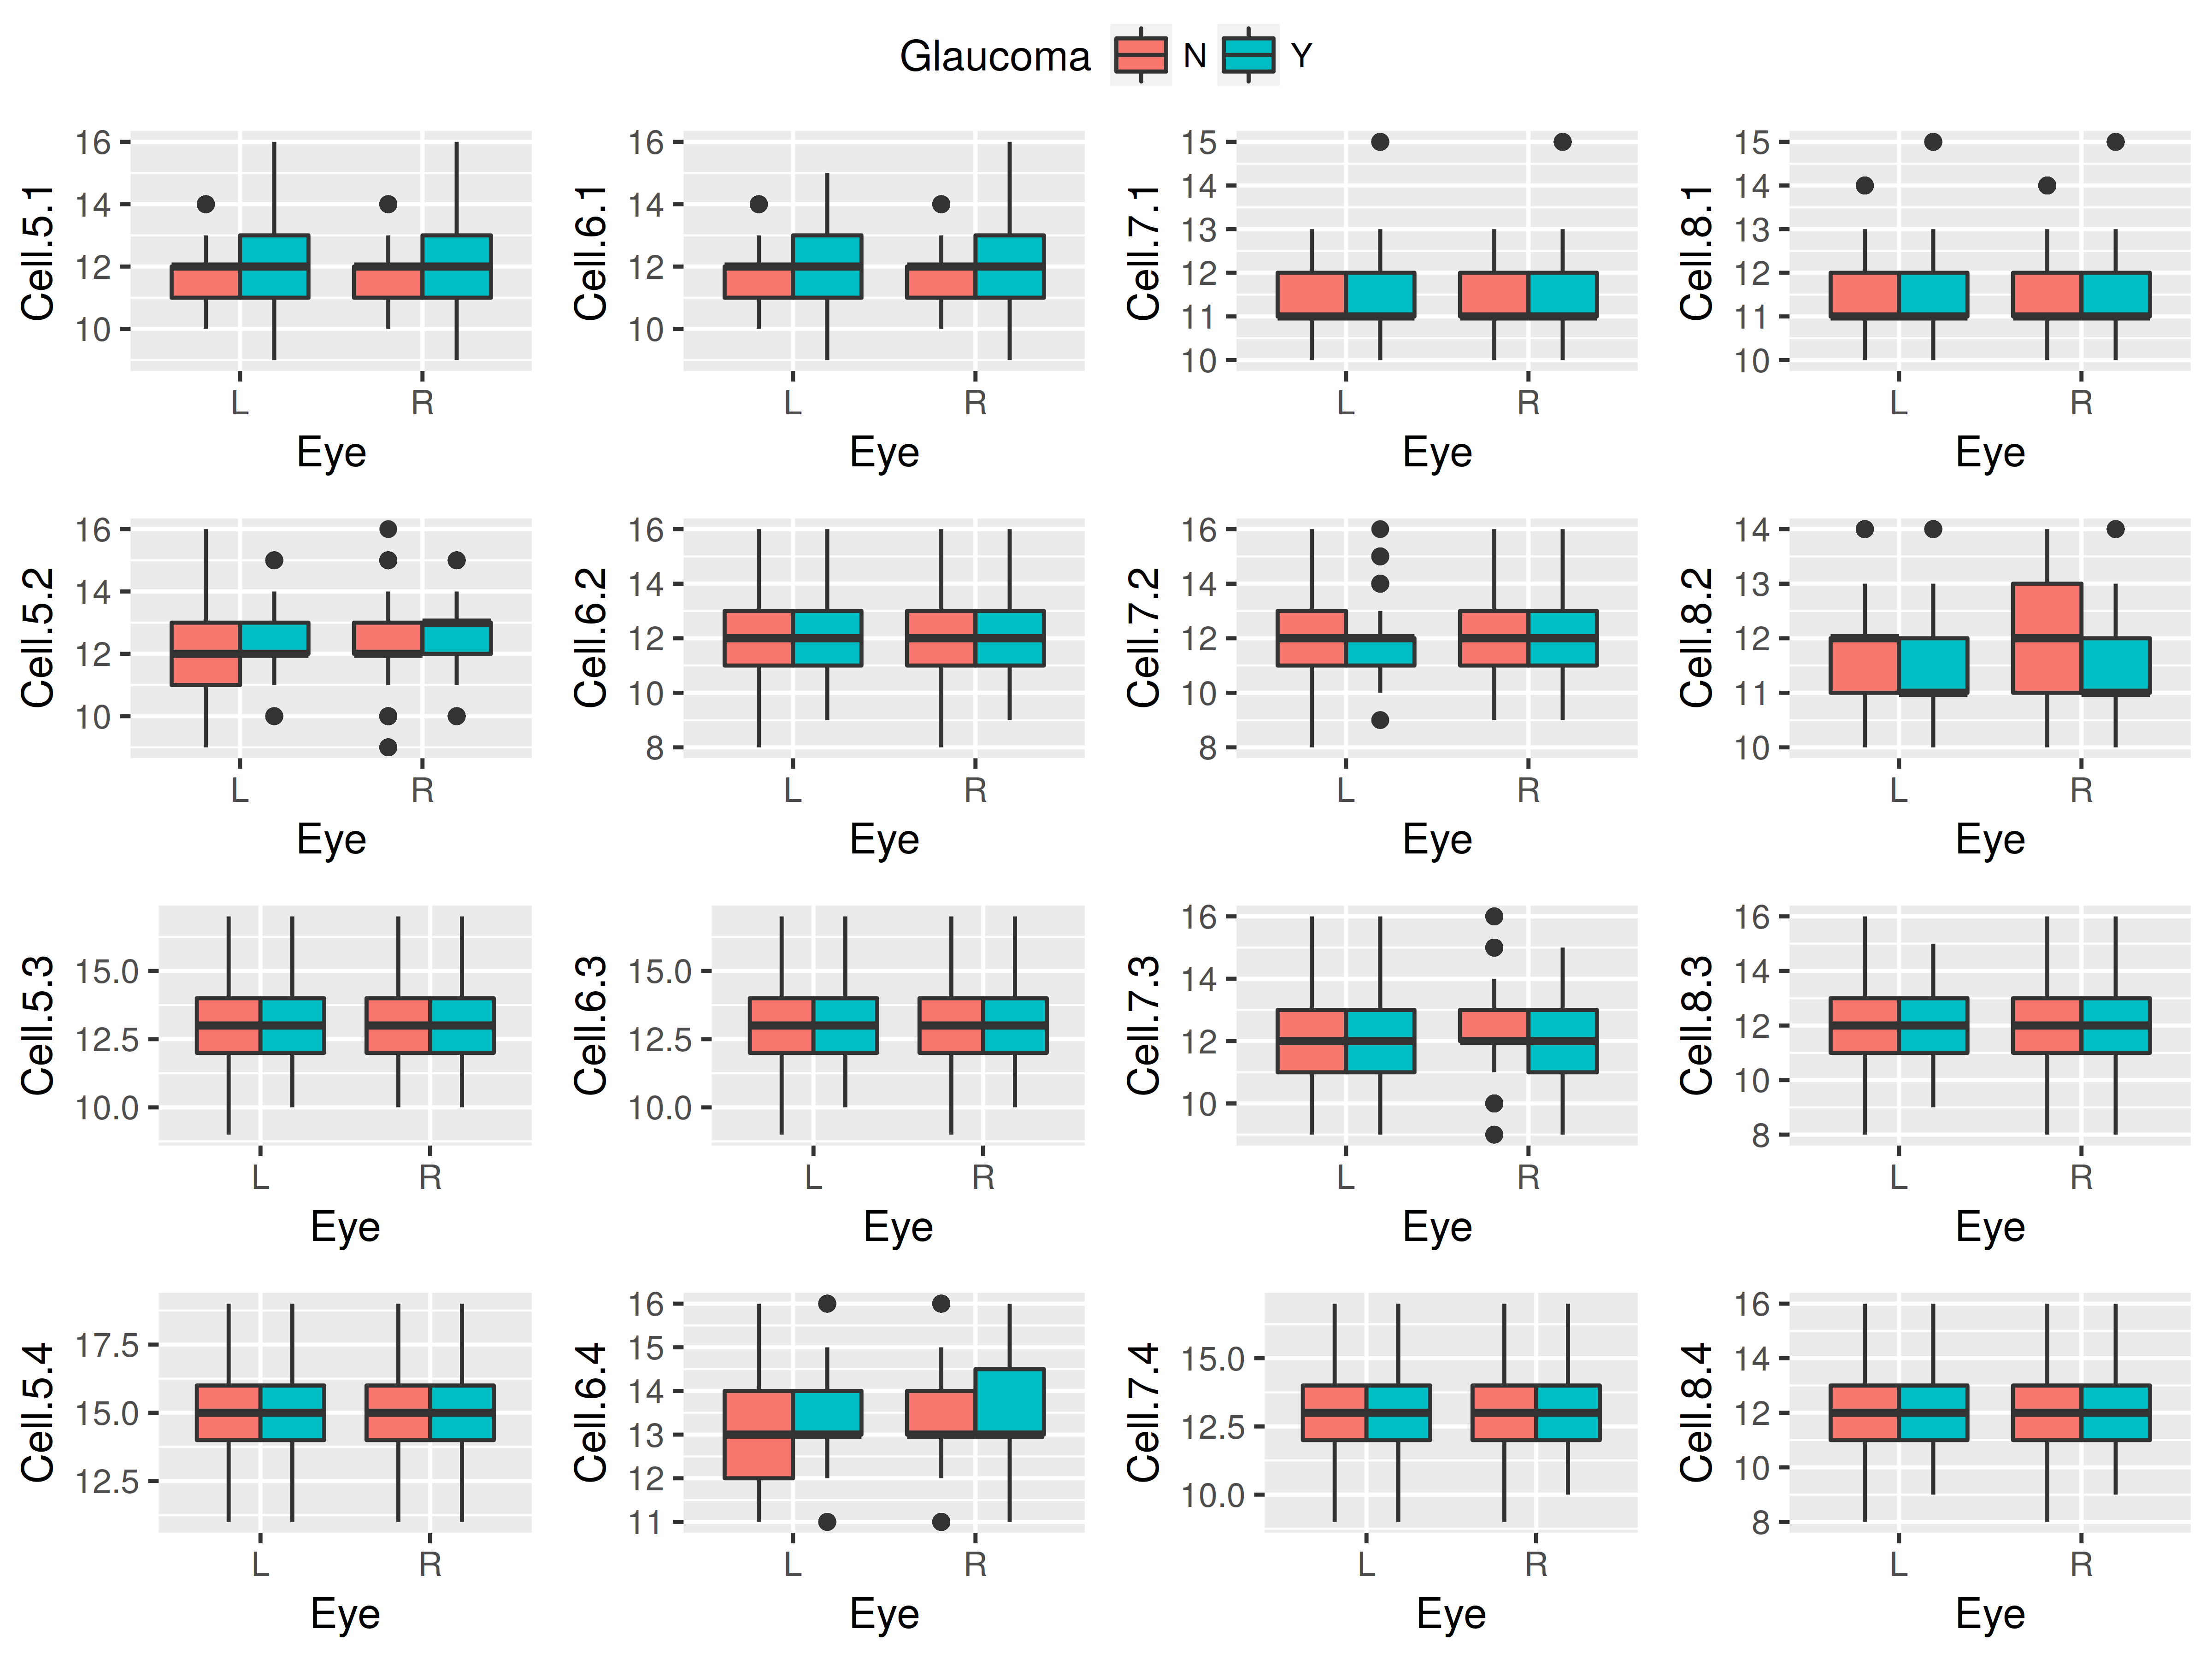 Glaucoma N Y
Cell.5.1
16
14
12
10
L R
Eye
Cell.6.1
16
14
12
10
L R
Eye
Cell.7.1
15
14
13
12
11
10
L R
Eye
Cell.8.1
15
14
13
12
11
10
L R
Eye
Cell.5.2
16
14
12
10
L R
Eye
Cell.6.2
16
14
12
10
8
L R
Eye
Cell.7.2
16
14
12
10
8
L R
Eye
Cell.8.2
14
13
12
11
10
L R
Eye
Cell.5.3
15.0
12.5
10.0
L R
Eye
Cell.6.3
15.0
12.5
10.0
L R
Eye
Cell.7.3
16
14
12
10
L R
Eye
Cell.8.3
16
14
12
10
8
L R
Eye
Cell.5.4
17.5
15.0
12.5
L R
Eye
Cell.6.4
16
15
14
13
12
11
L R
Eye
Cell.7.4
15.0
12.5
10.0
L R
Eye
Cell.8.4
16
14
12
10
8
L R
Eye